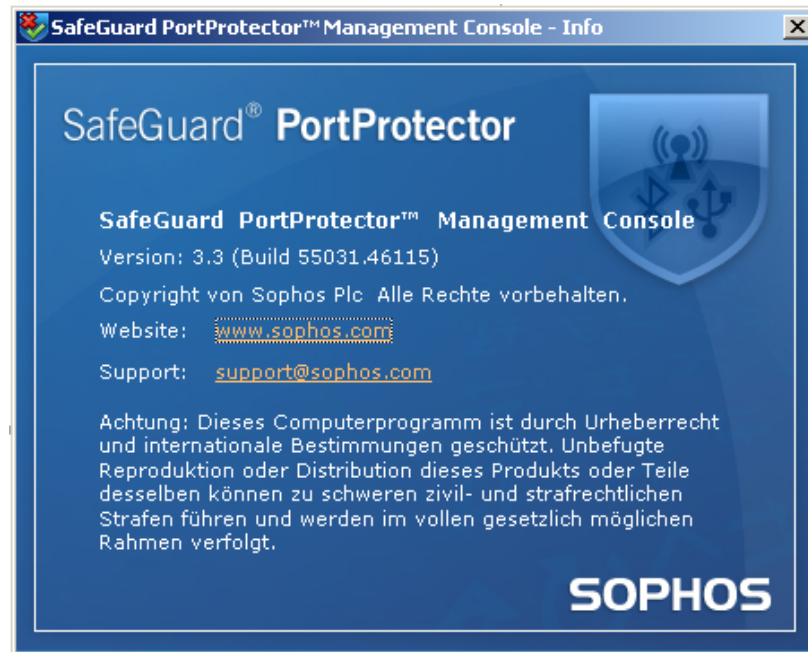 SafeGuard PortProtector™ Management Console - Info
SafeGuard® PortProtector
SafeGuard PortProtector™ Management Console
Version: 3.3 (Build 55031.46115)
Copyright von Sophos Plc Alle Rechte vorbehalten.
Website: www.sophos.com
Support: support@sophos.com
Achtung: Dieses Computerprogramm ist durch Urheberrecht
und internationale Bestimmungen geschützt. Unbefugte
Reproduktion oder Distribution dieses Produkts oder Teile
desselben können zu schweren zivil- und strafrechtlichen
Strafen führen und werden im vollen gesetzlich möglichen
Rahmen verfolgt.
SOPHOS